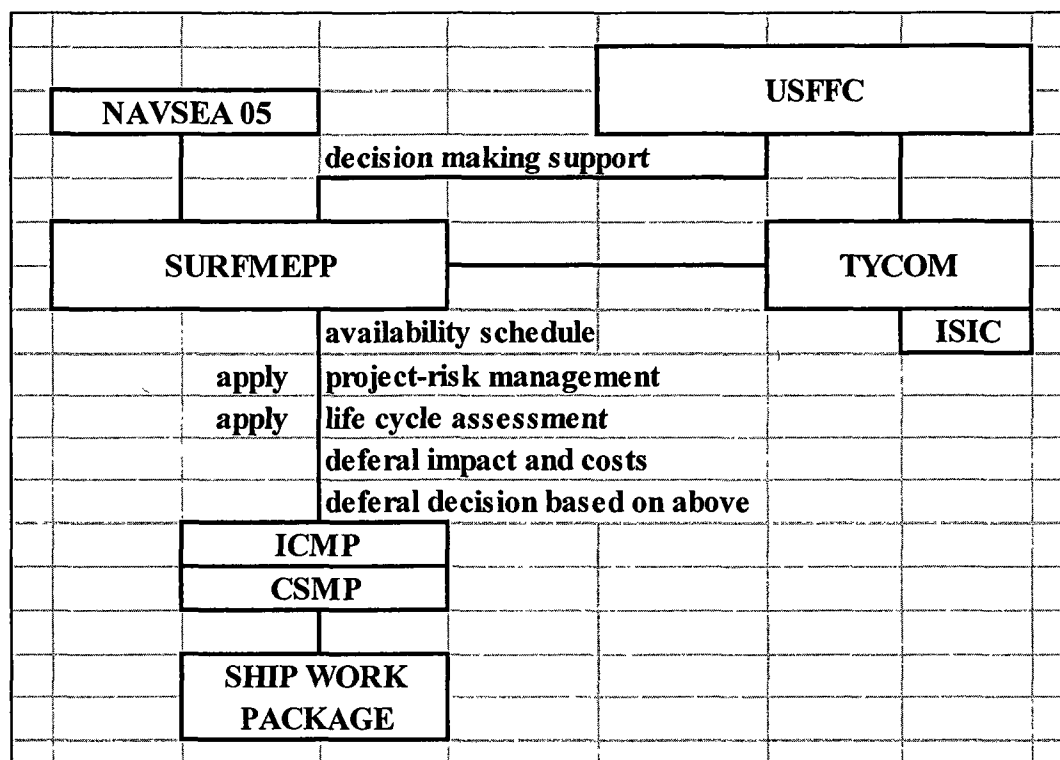 USFFC
NAVSEA 05
decision making support
SURFMEPP
TYCOM
availability schedule
ISIC
apply project-risk management
apply life cycle assessment
deferal impact and costs
deferal decision based on above
ICMP
CSMP
SHIP WORK
PACKAGE